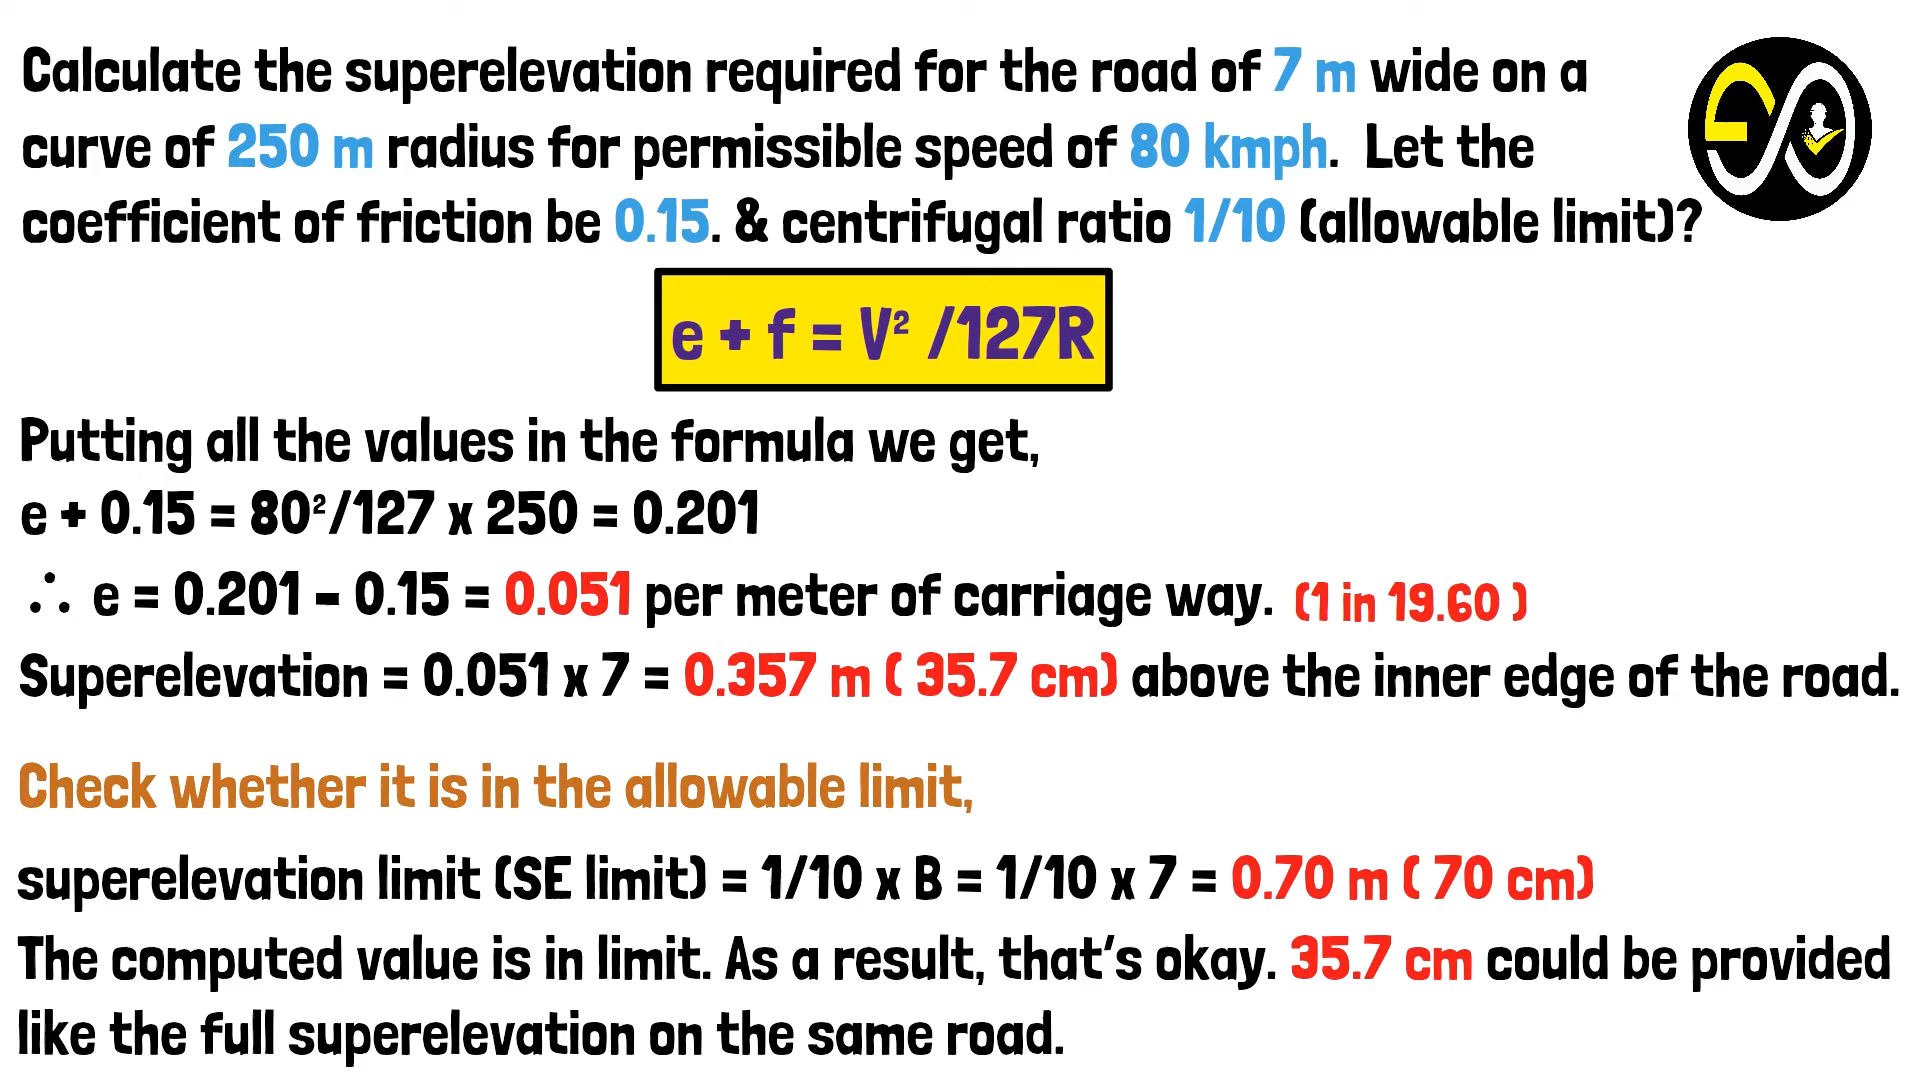 Calculate the superelevation required for the road of 7 m wide on a
curve of 250 m radius for permissible speed of 80 kmph.  Let the
coefficient of friction be 0.15. & centrifugal ratio 1/10 (allowable limit)?
e + f = V² /127R
Putting all the values in the formula we get,
e + 0.15 = 80²/127 x 250 = 0.201
∴ e = 0.201 - 0.15 = 0.051 per meter of carriage way. (1 in 19.60 )
Superelevation = 0.051 x 7 = 0.357 m ( 35.7 cm) above the inner edge of the road.
Check whether it is in the allowable limit,
superelevation limit (SE limit) = 1/10 x B = 1/10 x 7 = 0.70 m ( 70 cm)
The computed value is in limit. As a result, that's okay. 35.7 cm could be provided
like the full superelevation on the same road.